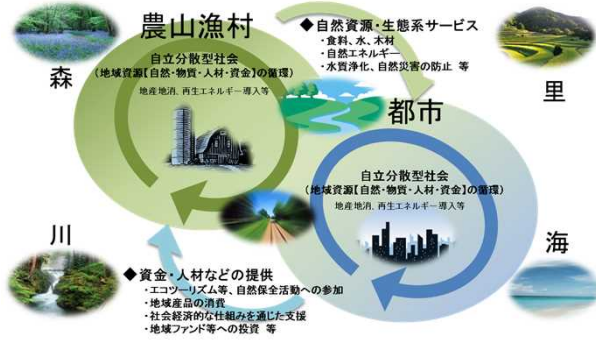 農山漁村
◆自然資源・生態系サービス
・食料、水、木材
・自然エネルギー
・水質浄化、自然災害の防止 等
森
自立分散型社会
（地域資源【自然・物質・人材・資金】の循環）
地産地消、再生エネルギー導入等
里
都市
自立分散型社会
（地域資源【自然・物質・人材・資金】の循環）
地産地消、再生エネルギー導入等
川
海
◆資金・人材などの提供
・エコツーリズム等、自然保全活動への参加
・地域産品の消費
・社会経済的な仕組みを通じた支援
・地域ファンド等への投資 等